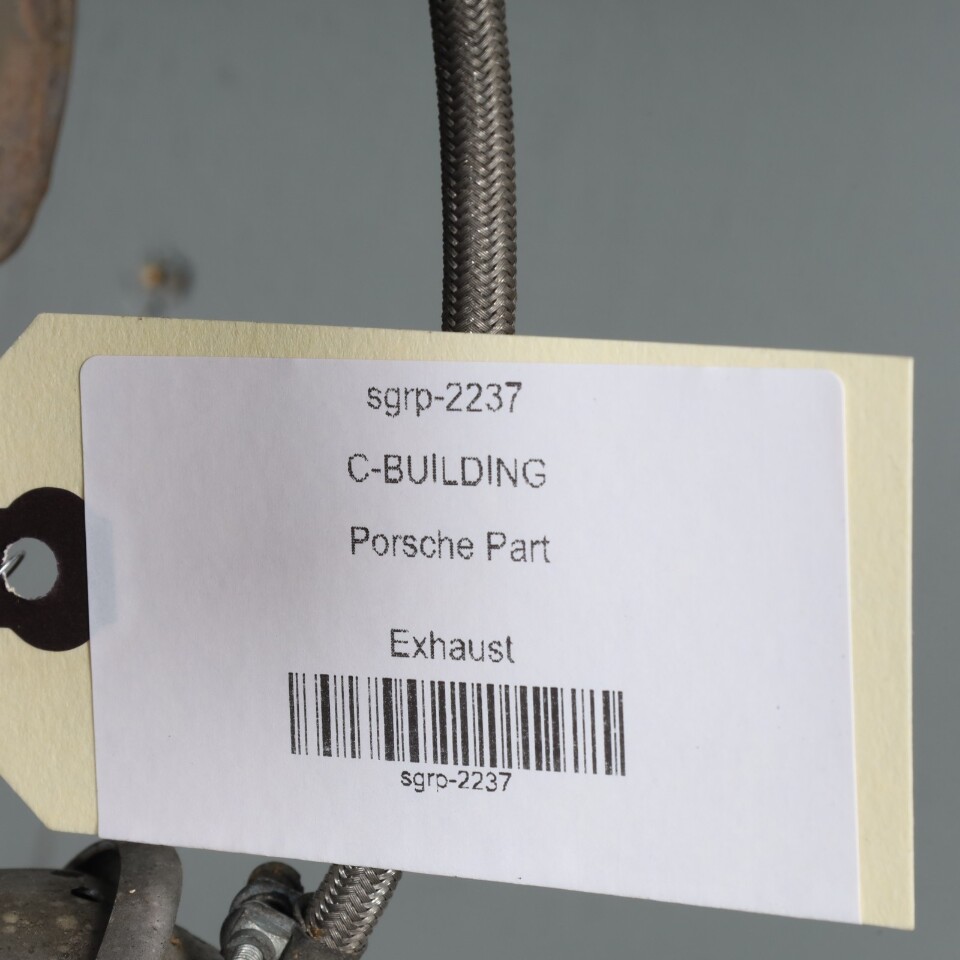 sgrp-2237
C-BUILDING
Porsche Part
Exhaust
sgrp-2237